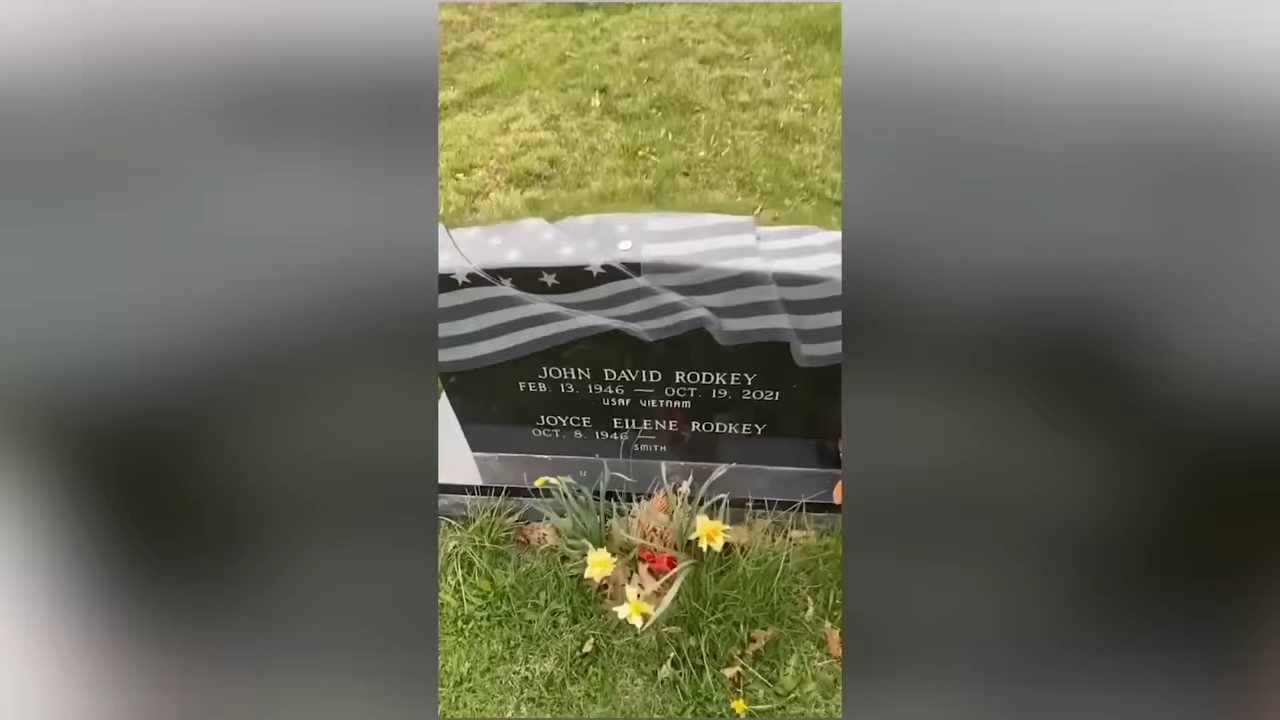 JOHN DAVID RODKEY
FEB. 13. 1946 — OCT. 19. 2021
USAF VIETNAM
JOYCE EILENE RODKEY
OCT. 8. 1946 —
SMITH